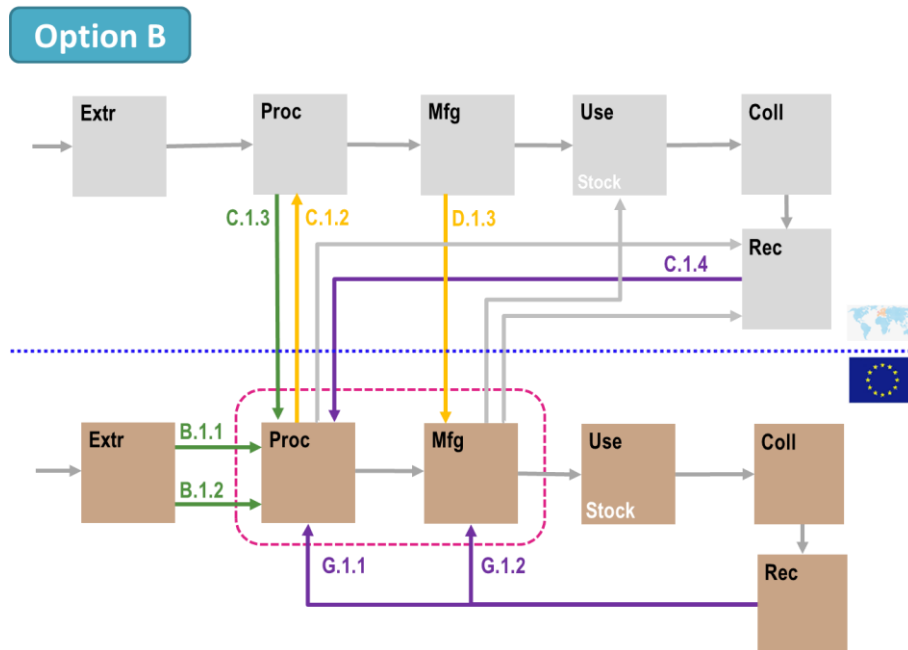 Option B
Extr
Proc
Mfg
Use
Stock
Coll
C.1.3
C.1.2
D.1.3
Rec
C.1.4
Extr
B.1.1
B.1.2
Proc
Mfg
Use
Stock
Coll
G.1.1
G.1.2
Rec